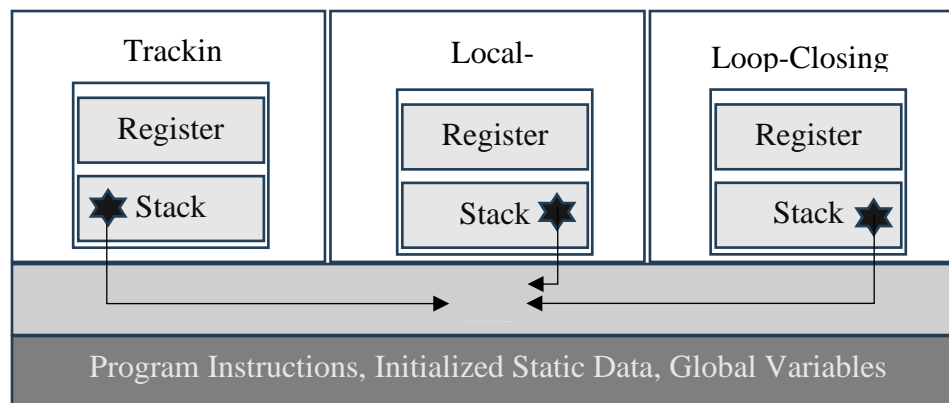 Trackin
Local-
Loop-Closing
Register
Register
Register
Stack
Stack
Stack
Program Instructions, Initialized Static Data, Global Variables